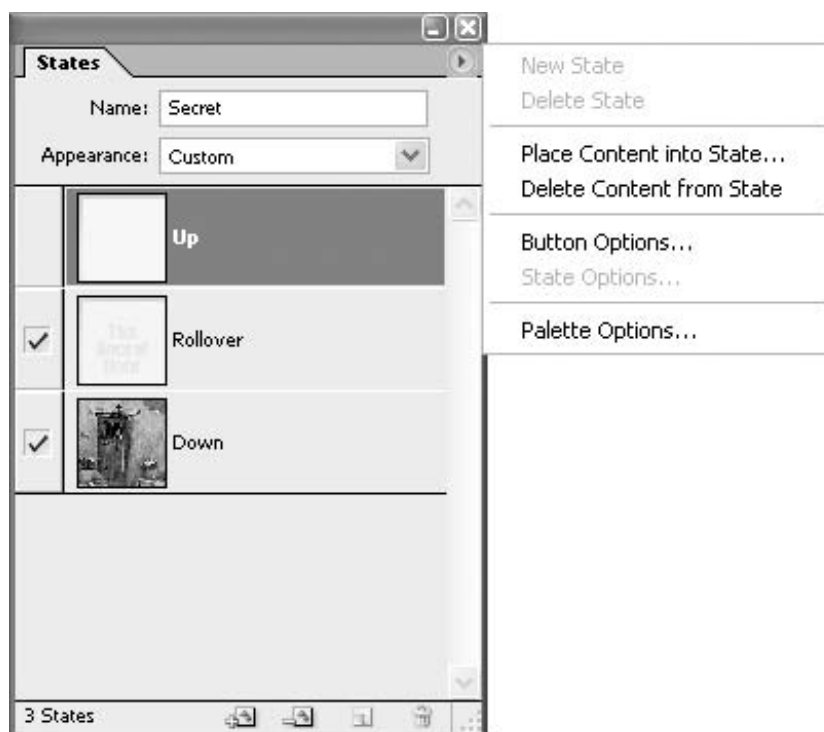 States
Name: Secret
Appearance: Custom
Up
Rollover
Down
3 States
New State
Delete State
Place Content into State...
Delete Content from State
Button Options...
State Options...
Palette Options...